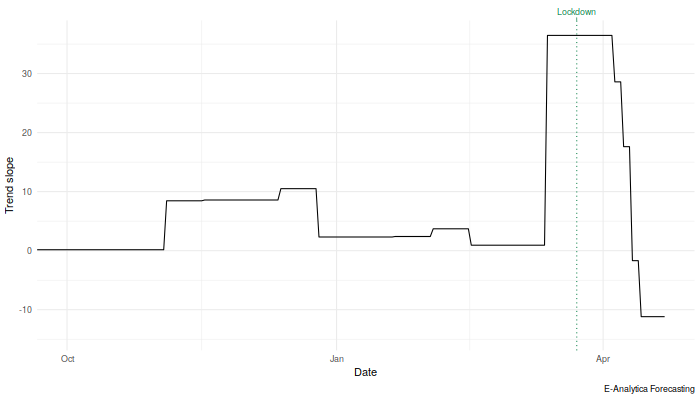 Lockdown
30
20
10
0
-10
Trend slope
Oct
Jan
Apr
Date
E-Analytica Forecasting